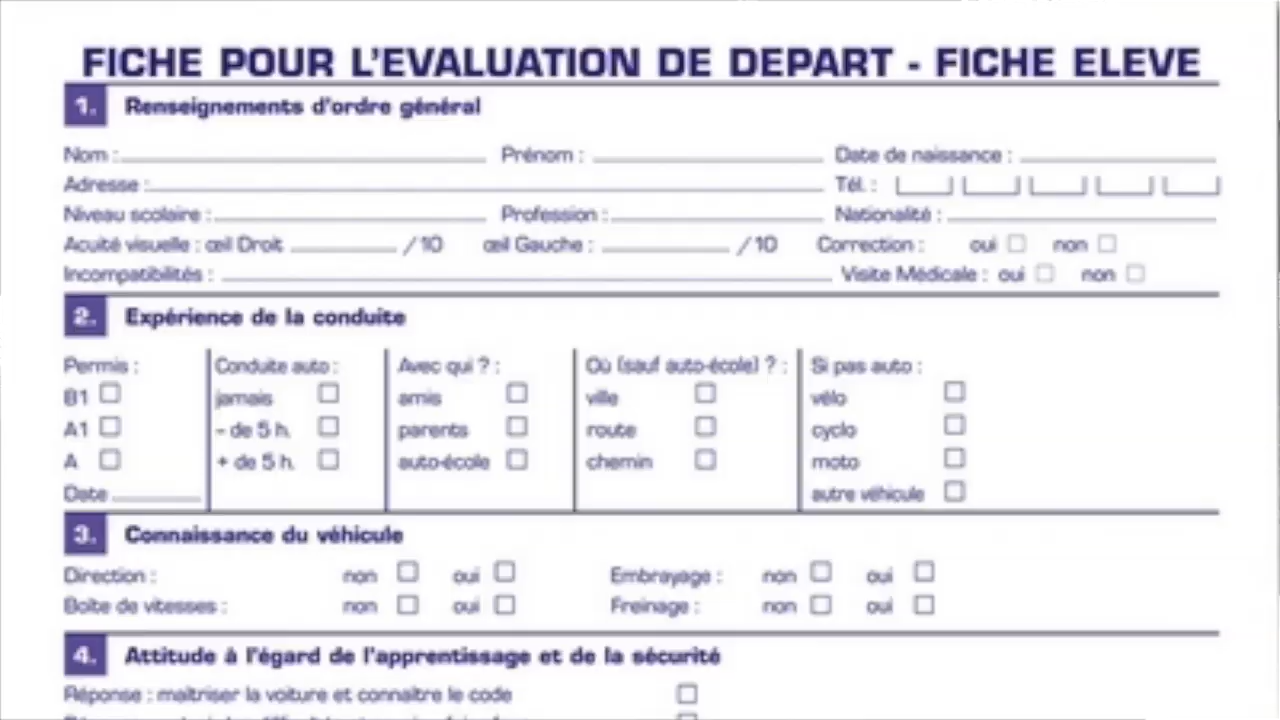 FICHE POUR L'EVALUATION DE DEPART - FICHE ELEVE
1. Renseignements d'ordre général
Nom : Prénom : Date de naissance :
Adresse : Tél. :
Niveau scolaire : Profession : Nationalité :
Acuité visuelle : œil Droit /10 œil Gauche : /10 Correction : oui non
Incompatibilités : Visite Médicale : oui non
2. Expérience de la conduite
Permis : Conduite auto : Avec qui ? : Où (sauf auto-école) ? : Si pas auto :
B1 jamais amis ville vélo
A1 - de 5 h. parents route cyclo
A + de 5 h. auto-école chemin moto
Date autre véhicule
3. Connaissance du véhicule
Direction : non oui Embrayage : non oui
Boîte de vitesses : non oui Freinage : non oui
4. Attitude à l'égard de l'apprentissage et de la sécurité
Réponse : maîtriser la voiture et connaître le code